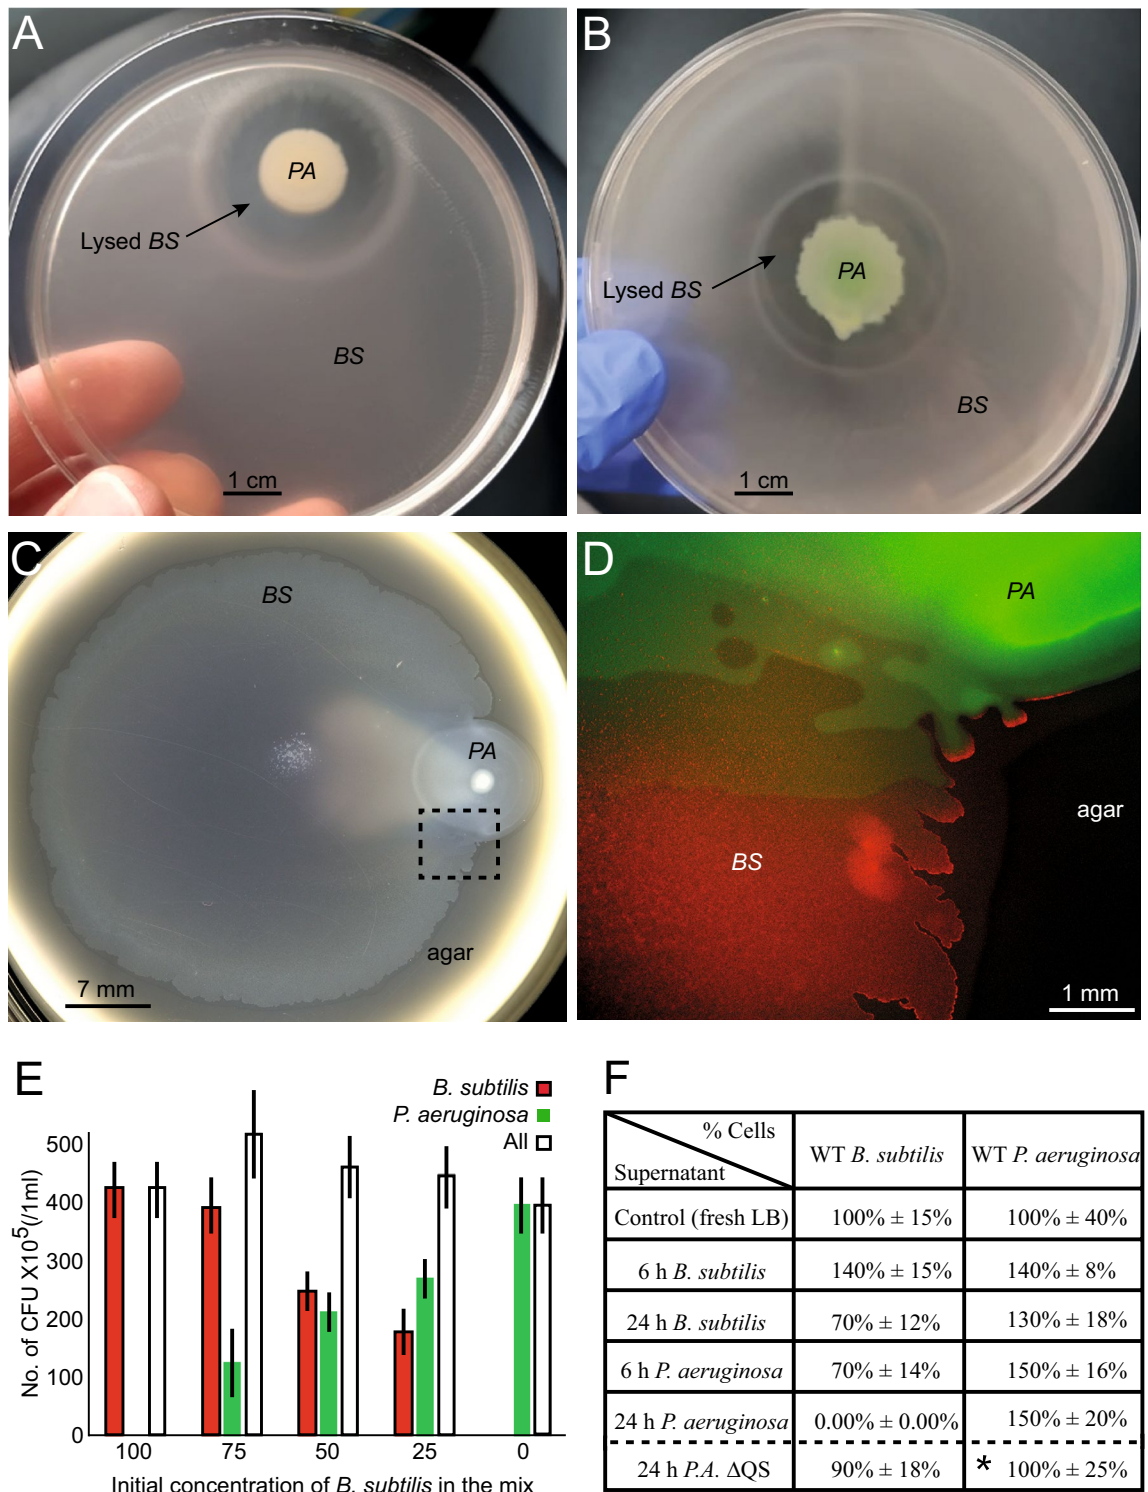 A
PA
Lysed BS
BS
1 cm
B
PA
Lysed BS
BS
1 cm
C
BS
PA
agar
7 mm
D
PA
agar
BS
1 mm
E
B. subtilis
P. aeruginosa
All
No. of CFU X10⁵(/1ml)
500
400
300
200
100
0
100 75 50 25 0
Initial concentration of B. subtilis in the mix
F
% Cells
Supernatant
WT B. subtilis WT P. aeruginosa
Control (fresh LB) 100% ± 15% 100% ± 40%
6 h B. subtilis 140% ± 15% 140% ± 8%
24 h B. subtilis 70% ± 12% 130% ± 18%
6 h P. aeruginosa 70% ± 14% 150% ± 16%
24 h P. aeruginosa 0.00% ± 0.00% 150% ± 20%
24 h P.A. ΔQS 90% ± 18% * 100% ± 25%